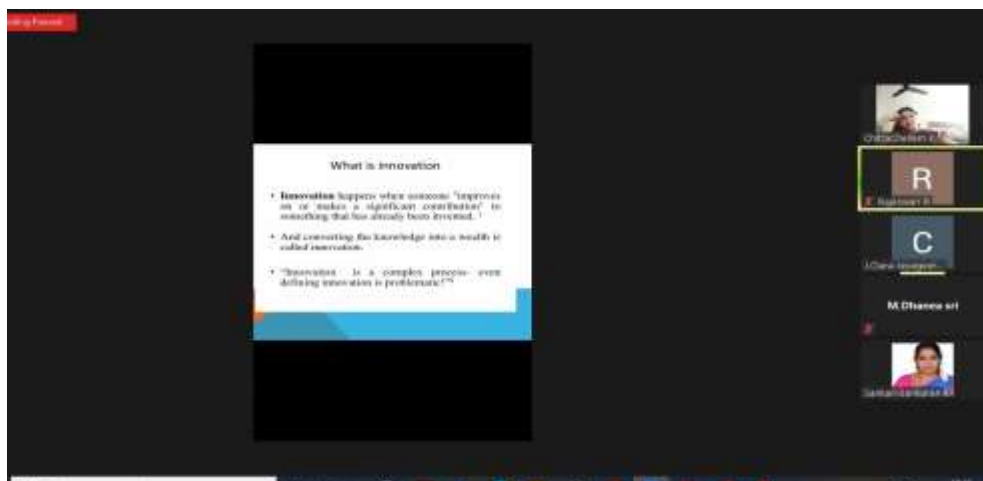 What is innovation
• Innovation happens when someone "improves
on or makes a significant contribution" to
something that has already been invented.
• And converting the knowledge into a wealth is
called innovation.
• "Innovation is a complex process- even
defining innovation is problematic!"
R
C
M.Dhanea sri